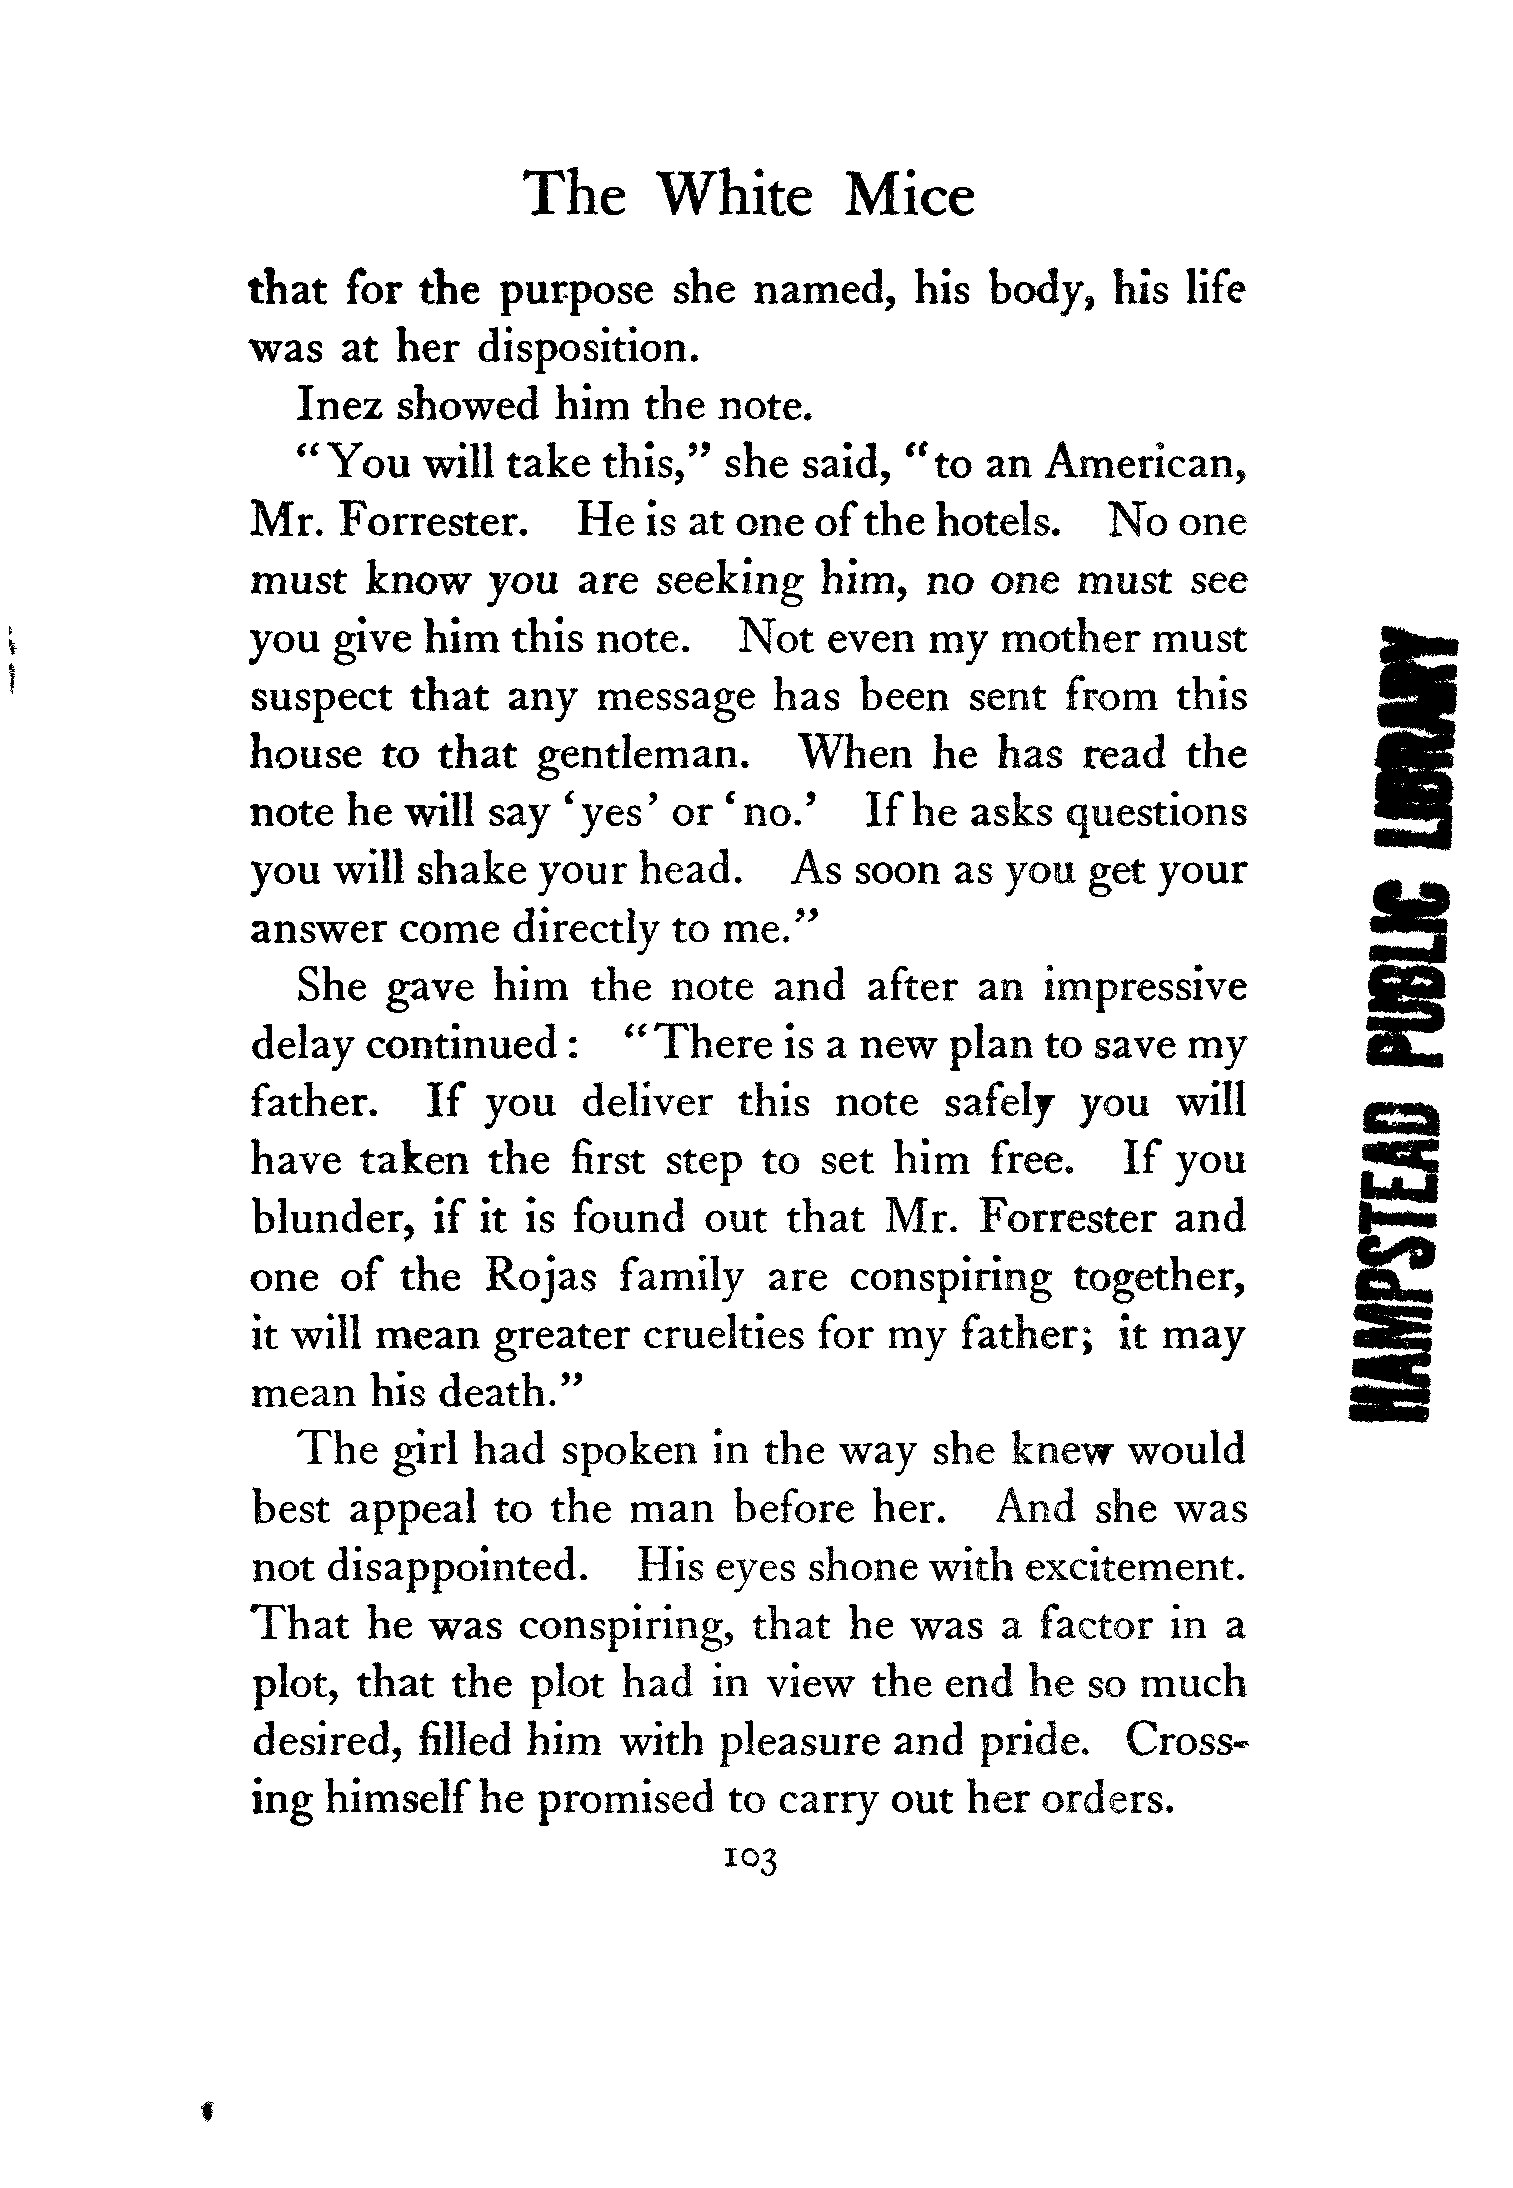 The White Mice
that for the purpose she named, his body, his life
was at her disposition.
Inez showed him the note.
“You will take this,” she said, “to an American,
Mr. Forrester. He is at one of the hotels. No one
must know you are seeking him, no one must see
you give him this note. Not even my mother must
suspect that any message has been sent from this
house to that gentleman. When he has read the
note he will say ‘yes’ or ‘no.’ If he asks questions
you will shake your head. As soon as you get your
answer come directly to me.”
She gave him the note and after an impressive
delay continued : “There is a new plan to save my
father. If you deliver this note safely you will
have taken the first step to set him free. If you
blunder, if it is found out that Mr. Forrester and
one of the Rojas family are conspiring together,
it will mean greater cruelties for my father; it may
mean his death.”
The girl had spoken in the way she knew would
best appeal to the man before her. And she was
not disappointed. His eyes shone with excitement.
That he was conspiring, that he was a factor in a
plot, that the plot had in view the end he so much
desired, filled him with pleasure and pride. Cross-
ing himself he promised to carry out her orders.
103
HAMPSTEAD PUBLIC LIBRARY